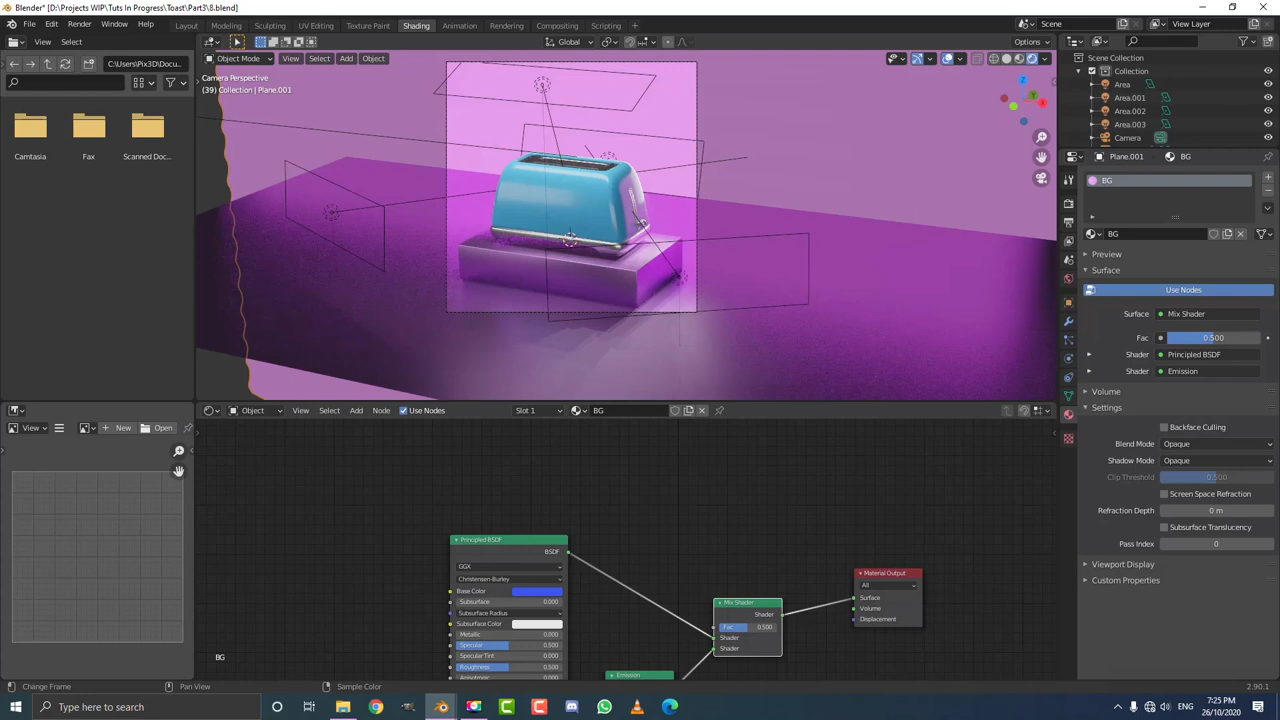 Blender* [D:\Projects WIP\Tuts In Progress\Toast\Part3\8.blend]
File Edit Render Window Help Layout Modeling Sculpting UV Editing Texture Paint Shading Animation Rendering Compositing Scripting Scene View Layer
View Select Global Options
C:\Users\Pix3D\Docu... Object Mode View Select Add Object
Camera Perspective
(39) Collection | Plane.001
Scene Collection
Collection
Area
Area.001
Area.002
Area.003
Camera
Camtasia Fax Scanned Doc...
Plane.001 BG
BG
BG
Preview
Surface
Use Nodes
Surface Mix Shader
Fac 0.500
Shader Principled BSDF
Shader Emission
Volume
Settings
Backface Culling
Blend Mode Opaque
Shadow Mode Opaque
Clip Threshold 0.500
Screen Space Refraction
Refraction Depth 0 m
Subsurface Translucency
Pass Index 0
Viewport Display
Custom Properties
Object View Select Add Node Use Nodes Slot 1 BG
View New Open
Principled BSDF
BSDF
GGX
Christensen-Burley
Base Color
Subsurface 0.000
Subsurface Radius
Subsurface Color
Metallic 0.000
Specular 0.500
Specular Tint 0.000
Roughness 0.500
Anisotropic 0.000
Emission
Mix Shader
Shader
Fac 0.500
Shader
Shader
Material Output
All
Surface
Volume
Displacement
BG
Change Frame Pan View Sample Color 2.90.1
Type here to search
ENG
7:25 PM
26/10/2020